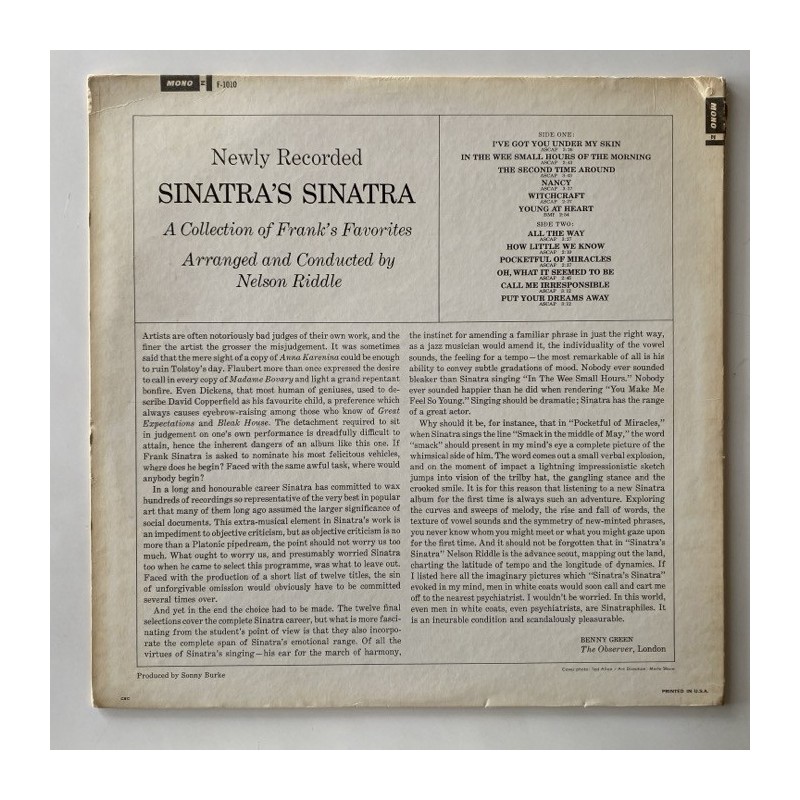 MONO
F-1010
MONO
Newly Recorded
SINATRA'S SINATRA
A Collection of Frank's Favorites
Arranged and Conducted by
Nelson Riddle
SIDE ONE:
I'VE GOT YOU UNDER MY SKIN
ASCAP
IN THE WEE SMALL HOURS OF THE MORNING
ASCAP
THE SECOND TIME AROUND
ASCAP
NANCY
ASCAP
WITCHCRAFT
ASCAP
YOUNG AT HEART
BMI
SIDE TWO:
ALL THE WAY
ASCAP
HOW LITTLE WE KNOW
ASCAP
POCKETFUL OF MIRACLES
ASCAP
OH, WHAT IT SEEMED TO BE
ASCAP
CALL ME IRRESPONSIBLE
ASCAP
PUT YOUR DREAMS AWAY
ASCAP
Artists are often notoriously bad judges of their own work, and the
finer the artist the grosser the misjudgement. It was sometimes
said that the mere sight of a copy of Anna Karenina could be enough
to ruin Tolstoy's day. Flaubert more than once expressed the desire
to call in every copy of Madame Bovary and light a grand repentant
bonfire. Even Dickens, that most human of geniuses, used to de-
scribe David Copperfield as his favourite child, a preference which
always causes eyebrow-raising among those who know of Great
Expectations and Bleak House. The detachment required to sit
in judgement on one's own performance is dreadfully difficult to
attain, hence the inherent dangers of an album like this one. If
Frank Sinatra is asked to nominate his most felicitous vehicles,
where does he begin? Faced with the same awful task, where would
anybody begin?
In a long and honourable career Sinatra has committed to wax
hundreds of recordings so representative of the very best in popular
art that many of them long ago assumed the larger significance of
social documents. This extra-musical element in Sinatra's work is
an impediment to objective criticism, but as objective criticism is no
more than a Platonic pipedream, the point should not worry us too
much. What ought to worry us, and presumably worried Sinatra
too when he came to select this programme, was what to leave out.
Faced with the production of a short list of twelve titles, the sin
of unforgivable omission would obviously have to be committed
several times over.
And yet in the end the choice had to be made. The twelve final
selections cover the complete Sinatra career, but what is more fasci-
nating from the student's point of view is that they also incorpo-
rate the complete span of Sinatra's emotional range. Of all the
virtues of Sinatra's singing—his ear for the march of harmony,
the instinct for amending a familiar phrase in just the right way,
as a jazz musician would amend it, the individuality of the vowel
sounds, the feeling for a tempo—the most remarkable of all is his
ability to convey subtle gradations of mood. Nobody ever sounded
bleaker than Sinatra singing "In The Wee Small Hours." Nobody
ever sounded happier than he did when rendering "You Make Me
Feel So Young." Singing should be dramatic; Sinatra has the range
of a great actor.
Why should it be, for instance, that in "Pocketful of Miracles,"
when Sinatra sings the line "Smack in the middle of May," the word
"smack" should present in my mind's eye a complete picture of the
whimsical side of him. The word comes out a small verbal explosion,
and on the moment of impact a lightning impressionistic sketch
jumps into vision of the trilby hat, the gangling stance and the
crooked smile. It is for this reason that listening to a new Sinatra
album for the first time is always such an adventure. Exploring
the curves and sweeps of melody, the rise and fall of words, the
texture of vowel sounds and the symmetry of new-minted phrases,
you never know whom you might meet or what you might gaze upon
for the first time. And it should not be forgotten that in "Sinatra's
Sinatra" Nelson Riddle is the advance scout, mapping out the land,
charting the latitude of tempo and the longitude of dynamics. If
I listed here all the imaginary pictures which "Sinatra's Sinatra"
evoked in my mind, men in white coats would soon call and cart me
off to the nearest psychiatrist. I wouldn't be worried. In this world,
even men in white coats, even psychiatrists, are Sinatraphiles. It
is an incurable condition and scandalously pleasurable.
BENNY GREEN
The Observer, London
Produced by Sonny Burke
PRINTED IN U.S.A.